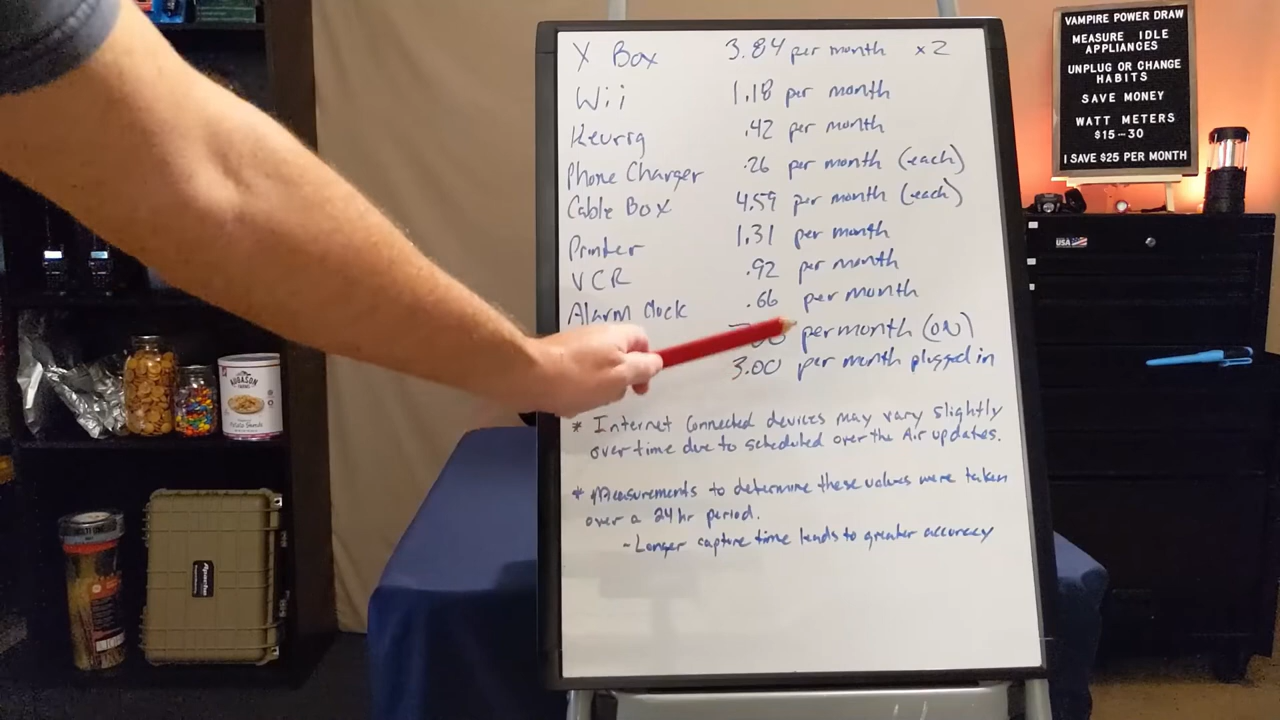 X Box 3.84 per month x2
Wii 1.18 per month
Keurig .42 per month
Phone Charger .26 per month (each)
Cable Box 4.59 per month (each)
Printer 1.31 per month
VCR .92 per month
Alarm Clock .66 per month
per month (ON)
3.00 per month plugged in
* Internet Connected devices may vary slightly
over time due to scheduled over the Air updates.
* Measurements to determine these values were taken
over a 24 hr period.
- Longer capture time leads to greater accuracy
VAMPIRE POWER DRAW
MEASURE IDLE
APPLIANCES
UNPLUG OR CHANGE
HABITS
SAVE MONEY
WATT METERS
$15-30
I SAVE $25 PER MONTH
USA
AUGASON
FARMS
Apache